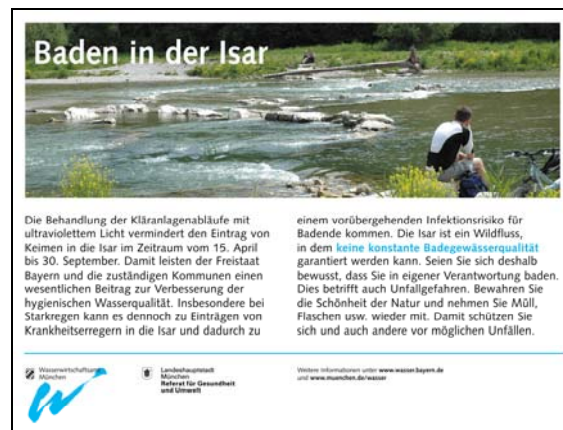 Baden in der Isar
Die Behandlung der Kläranlagenabläufe mit
ultraviolettem Licht vermindert den Eintrag von
Keimen in die Isar im Zeitraum vom 15. April
bis 30. September. Damit leisten der Freistaat
Bayern und die zuständigen Kommunen einen
wesentlichen Beitrag zur Verbesserung der
hygienischen Wasserqualität. Insbesondere bei
Starkregen kann es dennoch zu Einträgen von
Krankheitserregern in die Isar und dadurch zu
einem vorübergehenden Infektionsrisiko für
Badende kommen. Die Isar ist ein Wildfluss,
in dem keine konstante Badegewässerqualität
garantiert werden kann. Seien Sie sich deshalb
bewusst, dass Sie in eigener Verantwortung baden.
Dies betrifft auch Unfallgefahren. Bewahren Sie
die Schönheit der Natur und nehmen Sie Müll,
Flaschen usw. wieder mit. Damit schützen Sie
sich und auch andere vor möglichen Unfällen.
Wasserwirtschaftsamt
München
Landeshauptstadt
München
Referat für Gesundheit
und Umwelt
Weitere Informationen unter www.wasser.bayern.de
und www.muenchen.de/wasser